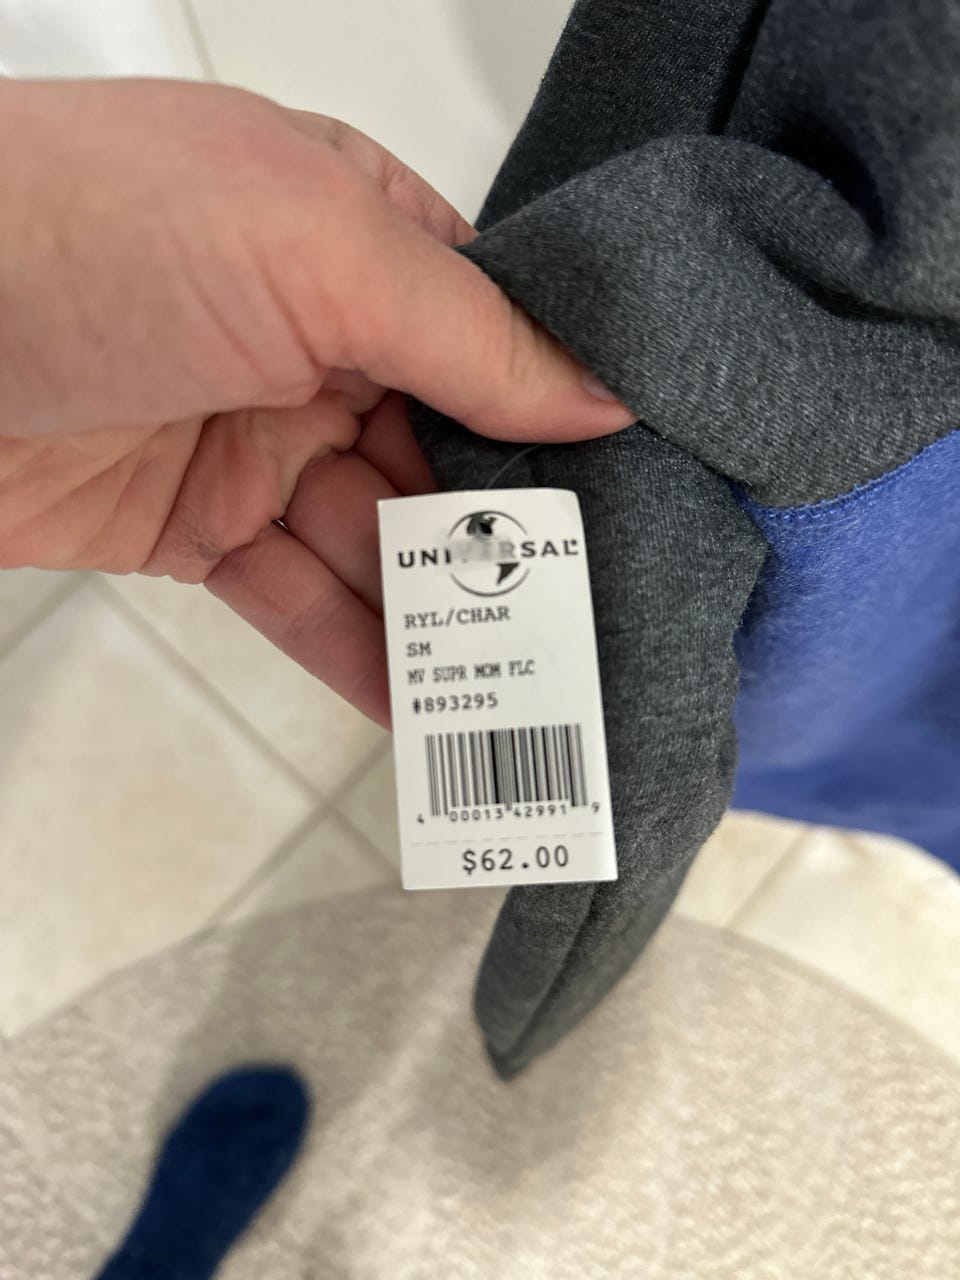 RYL/CHAR
SM
MV SUPR MOM FLC
#893295
4 00013 42991 9
$62.00